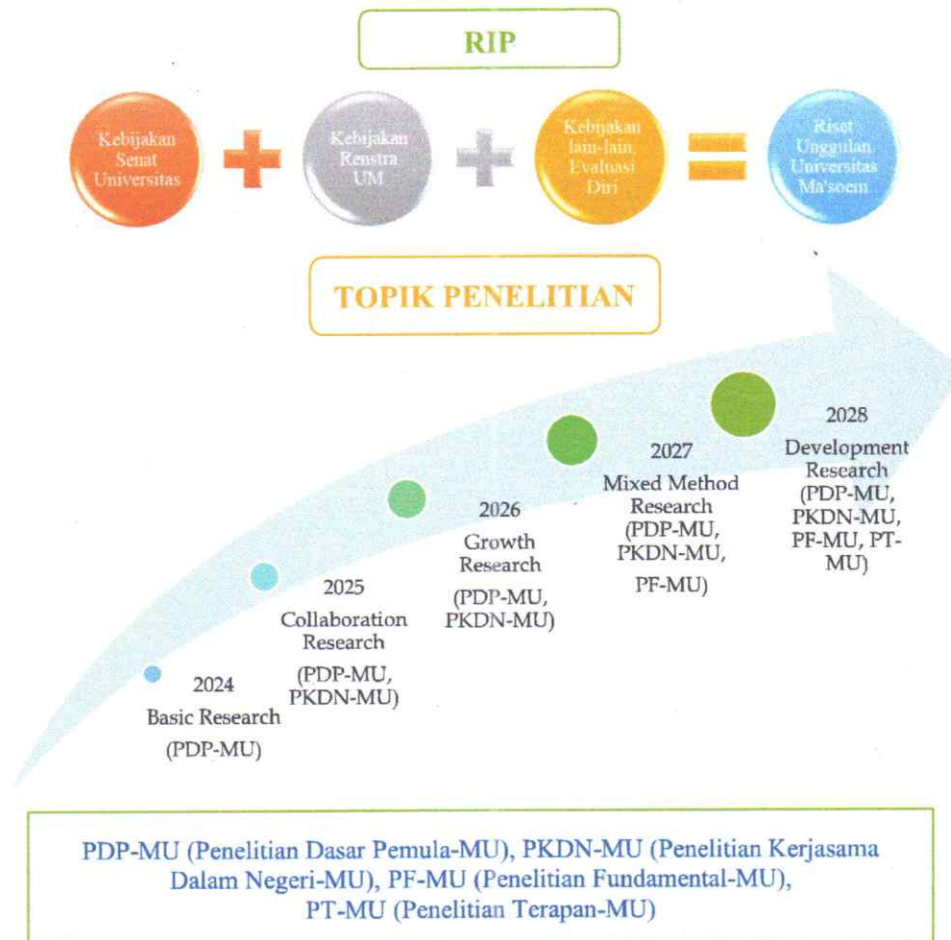 RIP
Kebijakan
Senat
Universitas
Kebijakan
Renstra
UM
Kebijakan
lain-lain,
Evaluasi
Diri
Riset
Unggulan
Universitas
Ma'soem
TOPIK PENELITIAN
2024
Basic Research
(PDP-MU)
2025
Collaboration
Research
(PDP-MU,
PKDN-MU)
2026
Growth
Research
(PDP-MU,
PKDN-MU)
2027
Mixed Method
Research
(PDP-MU,
PKDN-MU,
PF-MU)
2028
Development
Research
(PDP-MU,
PKDN-MU,
PF-MU, PT-
MU)
PDP-MU (Penelitian Dasar Pemula-MU), PKDN-MU (Penelitian Kerjasama
Dalam Negeri-MU), PF-MU (Penelitian Fundamental-MU),
PT-MU (Penelitian Terapan-MU)